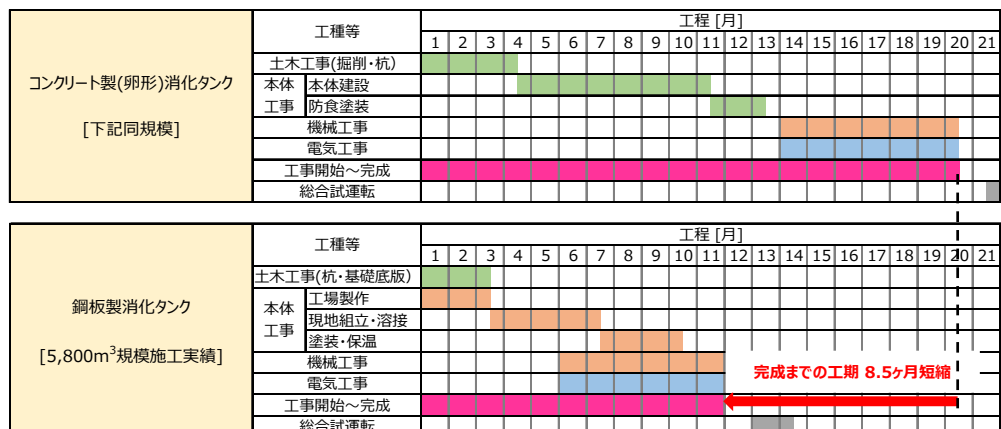 工種等
工程 [月]
1 2 3 4 5 6 7 8 9 10 11 12 13 14 15 16 17 18 19 20 21
コンクリート製(卵形)消化タンク
[下記同規模]
土木工事(掘削・杭)
本体工事
本体建設
防食塗装
機械工事
電気工事
工事開始~完成
総合試運転
工種等
工程 [月]
1 2 3 4 5 6 7 8 9 10 11 12 13 14 15 16 17 18 19 20 21
鋼板製消化タンク
[5,800m³規模施工実績]
土木工事(杭・基礎底版)
本体工事
工場製作
現地組立・溶接
塗装・保温
機械工事
電気工事
完成までの工期 8.5ヶ月短縮
工事開始~完成
総合試運転